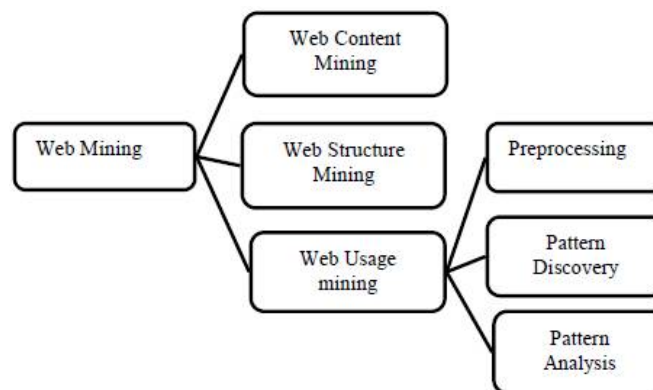 Web Content
Mining
Web Mining
Web Structure
Mining
Preprocessing
Web Usage
mining
Pattern
Discovery
Pattern
Analysis